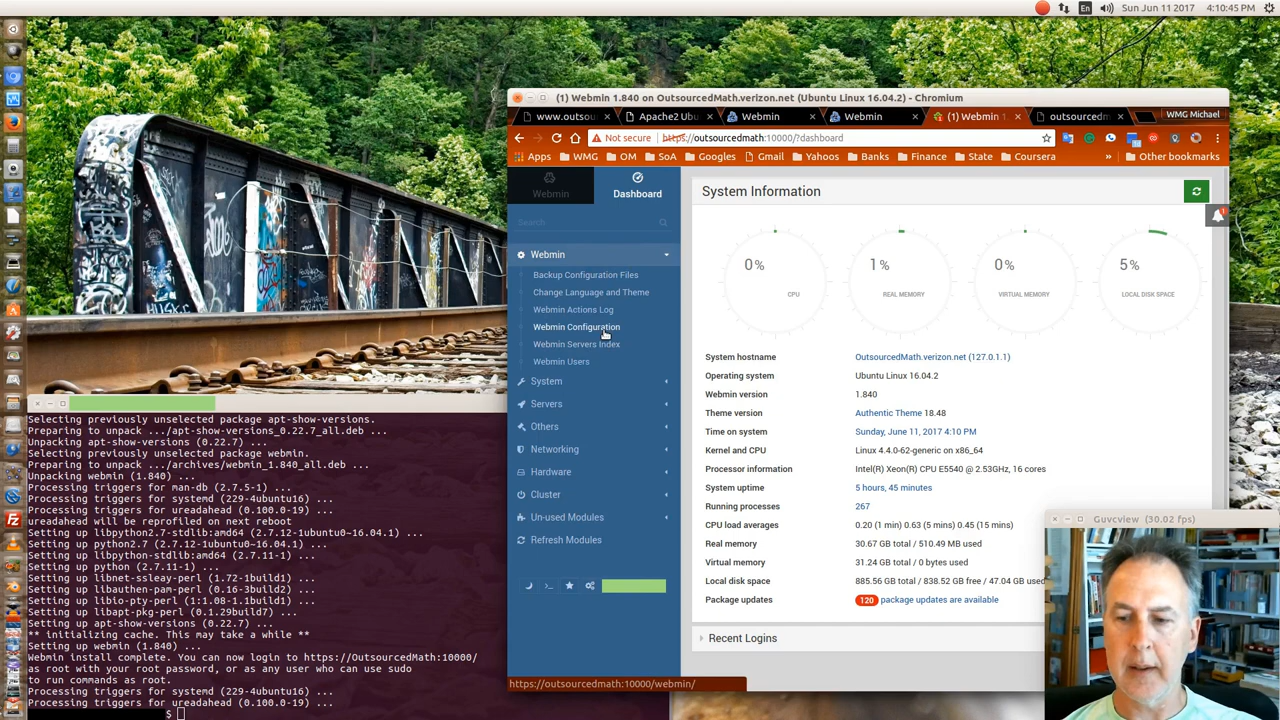 En
Sun Jun 11 2017
4:10:45 PM
(1) Webmin 1.840 on OutsourcedMath.verizon.net (Ubuntu Linux 16.04.2) - Chromium
www.outsou
Apache2 Ubu
Webmin
Webmin
(1) Webmin 1
outsourcedm
WMG Michael
Not secure
https://outsourcedmath:10000/?dashboard
Apps
WMG
OM
SoA
Googles
Gmail
Yahoos
Banks
Finance
State
Coursera
»
Other bookmarks
Webmin
Dashboard
Search
Webmin
Backup Configuration Files
Change Language and Theme
Webmin Actions Log
Webmin Configuration
Webmin Servers Index
Webmin Users
System
Servers
Others
Networking
Hardware
Cluster
Un-used Modules
Refresh Modules
https://outsourcedmath:10000/webmin/
System Information
1
0%
CPU
1%
REAL MEMORY
0%
VIRTUAL MEMORY
5%
LOCAL DISK SPACE
System hostname OutsourcedMath.verizon.net (127.0.1.1)
Operating system Ubuntu Linux 16.04.2
Webmin version 1.840
Theme version Authentic Theme 18.48
Time on system Sunday, June 11, 2017 4:10 PM
Kernel and CPU Linux 4.4.0-62-generic on x86_64
Processor information Intel(R) Xeon(R) CPU E5540 @ 2.53GHz, 16 cores
System uptime 5 hours, 45 minutes
Running processes 267
CPU load averages 0.20 (1 min) 0.63 (5 mins) 0.45 (15 mins)
Real memory 30.67 GB total / 510.49 MB used
Virtual memory 31.24 GB total / 0 bytes used
Local disk space 885.56 GB total / 838.52 GB free / 47.04 GB used
Package updates 120 package updates are available
Recent Logins
Guvcview (30.02 fps)
Selecting previously unselected package apt-show-versions.
Preparing to unpack .../apt-show-versions_0.22.7_all.deb ...
Unpacking apt-show-versions (0.22.7) ...
Selecting previously unselected package webmin.
Preparing to unpack .../archives/webmin_1.840_all.deb ...
Unpacking webmin (1.840) ...
Processing triggers for man-db (2.7.5-1) ...
Processing triggers for systemd (229-4ubuntu16) ...
Processing triggers for ureadahead (0.100.0-19) ...
ureadahead will be reprofiled on next reboot
Setting up libpython2.7-stdlib:amd64 (2.7.12-1ubuntu0~16.04.1) ...
Setting up python2.7 (2.7.12-1ubuntu0~16.04.1) ...
Setting up libpython-stdlib:amd64 (2.7.11-1) ...
Setting up python (2.7.11-1) ...
Setting up libnet-ssleay-perl (1.72-1build1) ...
Setting up libauthen-pam-perl (0.16-3build2) ...
Setting up libio-pty-perl (1:1.08-1.1build1) ...
Setting up libapt-pkg-perl (0.1.29build7) ...
Setting up apt-show-versions (0.22.7) ...
** initializing cache. This may take a while **
Setting up webmin (1.840) ...
Webmin install complete. You can now login to https://OutsourcedMath:10000/
as root with your root password, or as any user who can use sudo
to run commands as root.
Processing triggers for systemd (229-4ubuntu16) ...
Processing triggers for ureadahead (0.100.0-19) ...
$